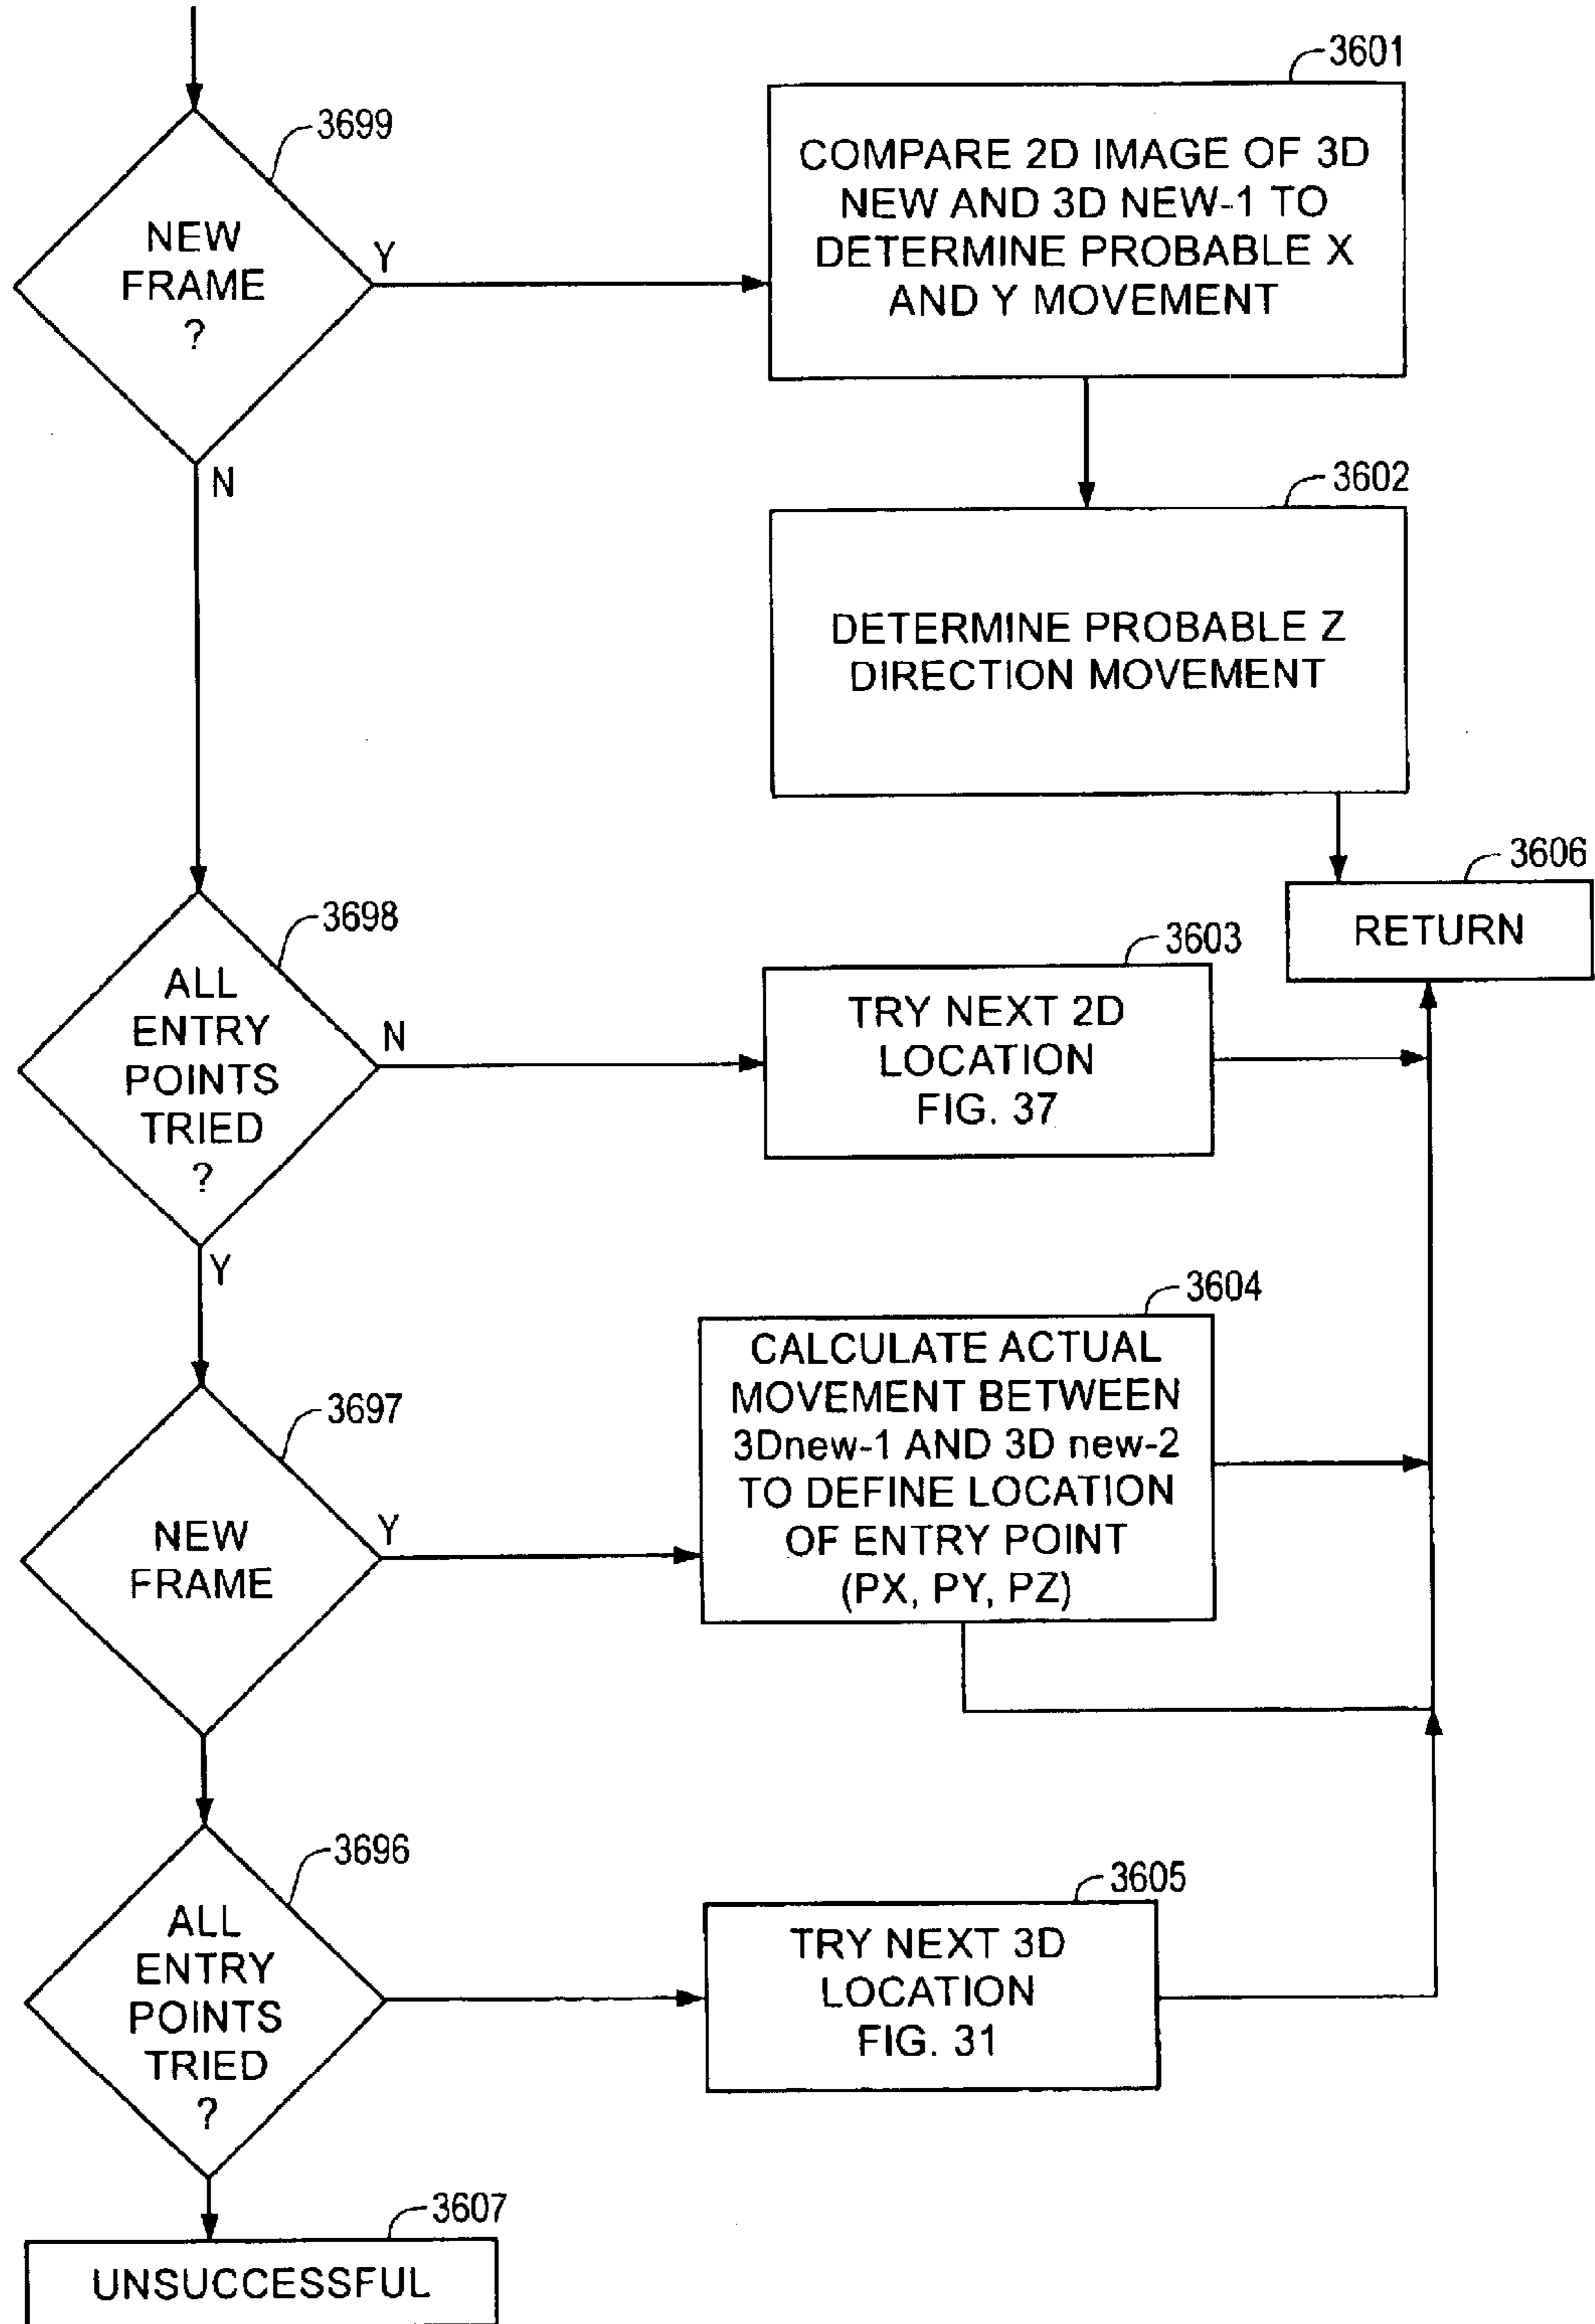 3601
COMPARE 2D IMAGE OF 3D
NEW AND 3D NEW-1 TO
DETERMINE PROBABLE X
AND Y MOVEMENT
3699
NEW
FRAME
?
Y
N
3602
DETERMINE PROBABLE Z
DIRECTION MOVEMENT
3606
RETURN
3698
ALL
ENTRY
POINTS
TRIED
?
N
Y
3603
TRY NEXT 2D
LOCATION
FIG. 37
3604
CALCULATE ACTUAL
MOVEMENT BETWEEN
3Dnew-1 AND 3D new-2
TO DEFINE LOCATION
OF ENTRY POINT
(PX, PY, PZ)
3697
NEW
FRAME
Y
3696
ALL
ENTRY
POINTS
TRIED
?
3605
TRY NEXT 3D
LOCATION
FIG. 31
3607
UNSUCCESSFUL